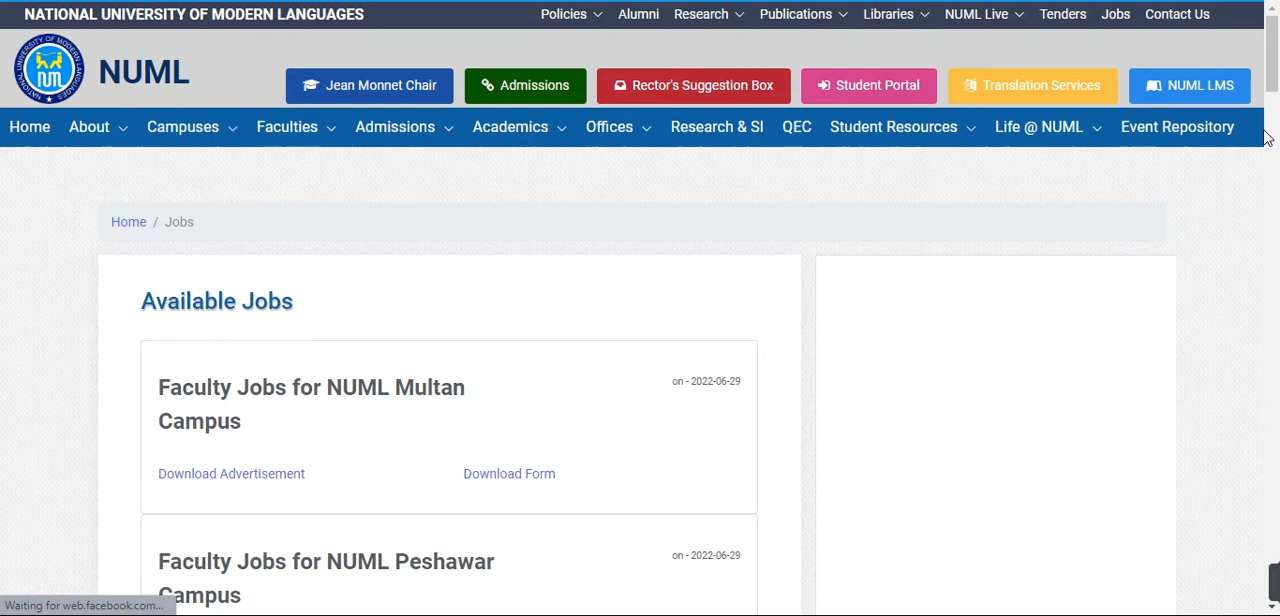 NATIONAL UNIVERSITY OF MODERN LANGUAGES
Policies Alumni Research Publications Libraries NUML Live Tenders Jobs Contact Us
NUML
Jean Monnet Chair Admissions Rector's Suggestion Box Student Portal Translation Services NUML LMS
Home About Campuses Faculties Admissions Academics Offices Research & SI QEC Student Resources Life @ NUML Event Repository
Home / Jobs
Available Jobs
Faculty Jobs for NUML Multan
Campus
on - 2022-06-29
Download Advertisement Download Form
Faculty Jobs for NUML Peshawar
Campus
on - 2022-06-29
Waiting for web.facebook.com...